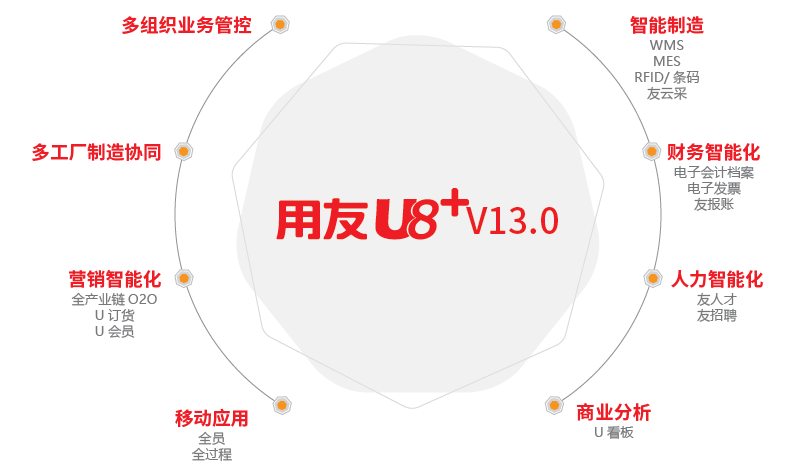 多组织业务管控
多工厂制造协同
营销智能化
全产业链 O2O
U 订货
U 会员
移动应用
全员
全过程
用友U8+V13.0
智能制造
WMS
MES
RFID/ 条码
友云采
财务智能化
电子会计档案
电子发票
友报账
人力智能化
友人才
友招聘
商业分析
U 看板